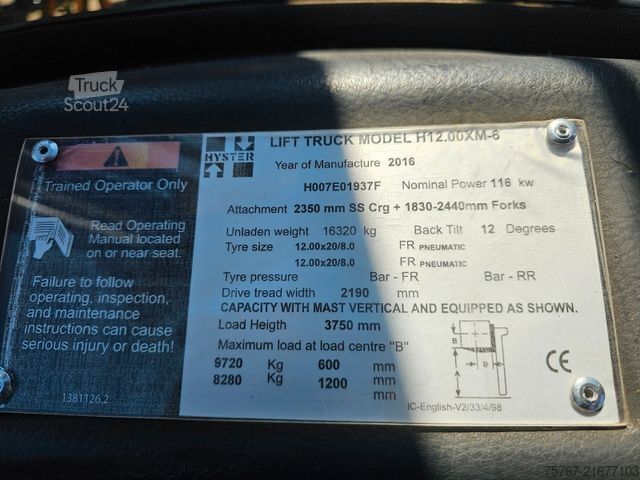 Truck
Scout24
Trained Operator Only
Read Operating
Manual located
on or near seat.
Failure to follow
operating, inspection,
and maintenance
instructions can cause
serious injury or death!
1381126.2
HYSTER
LIFT TRUCK MODEL H12.00XM-6
Year of Manufacture 2016
H007E01937F Nominal Power 116 kw
Attachment 2350 mm SS Crg + 1830-2440mm Forks
Unladen weight 16320 kg Back Tilt 12 Degrees
Tyre size 12.00x20/8.0 FR PNEUMATIC
12.00x20/8.0 FR PNEUMATIC
Tyre pressure Bar - FR Bar - RR
Drive tread width 2190 mm
CAPACITY WITH MAST VERTICAL AND EQUIPPED AS SHOWN.
Load Heigth 3750 mm
Maximum load at load centre "B"
9720 Kg 600 mm
8280 Kg 1200 mm
mm
B
B
A
CE
IC-English-V2/33/4/98
75767-21677103